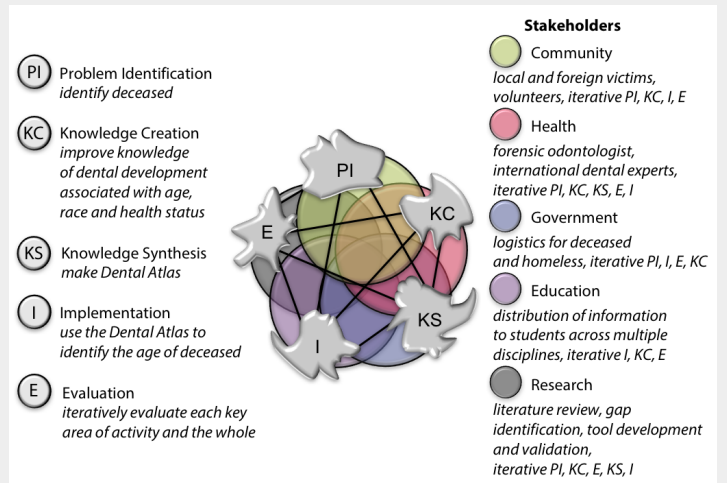 PI Problem Identification
identify deceased
KC Knowledge Creation
improve knowledge
of dental development
associated with age,
race and health status
KS Knowledge Synthesis
make Dental Atlas
I Implementation
use the Dental Atlas to
identify the age of deceased
E Evaluation
iteratively evaluate each key
area of activity and the whole
PI
KC
E
KS
I
Stakeholders
Community
local and foreign victims,
volunteers, iterative PI, KC, I, E
Health
forensic odontologist,
international dental experts,
iterative PI, KC, KS, E, I
Government
logistics for deceased
and homeless, iterative PI, I, E, KC
Education
distribution of information
to students across multiple
disciplines, iterative I, KC, E
Research
literature review, gap
identification, tool development
and validation,
iterative PI, KC, E, KS, I